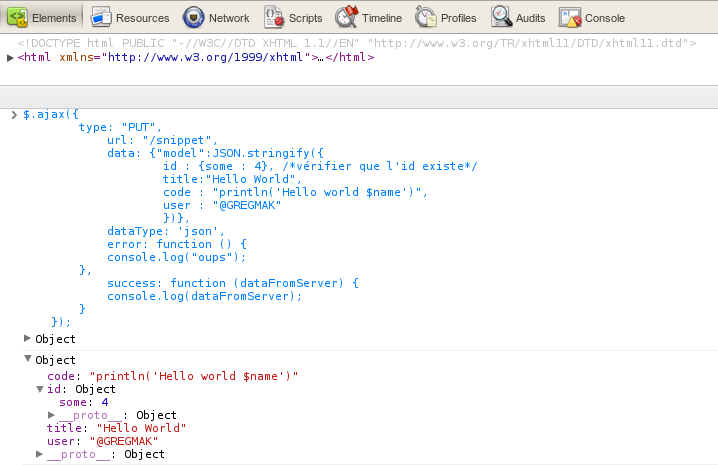 Elements Resources Network Scripts Timeline Profiles Audits Console
<!DOCTYPE html PUBLIC "-//W3C//DTD XHTML 1.1//EN" "http://www.w3.org/TR/xhtml11/DTD/xhtml11.dtd">
▶<html xmlns="http://www.w3.org/1999/xhtml">…</html>
> $.ajax({
type: "PUT",
url: "/snippet",
data: {"model":JSON.stringify({
id : {some : 4}, /*vérifier que l'id existe*/
title:"Hello World",
code : "println('Hello world $name')",
user : "@GREGMAK"
})},
dataType: 'json',
error: function () {
console.log("oups");
},
success: function (dataFromServer) {
console.log(dataFromServer);
}
});
▶ Object
▼ Object
code: "println('Hello world $name')"
▼ id: Object
some: 4
▶ __proto__: Object
title: "Hello World"
user: "@GREGMAK"
▶ __proto__: Object